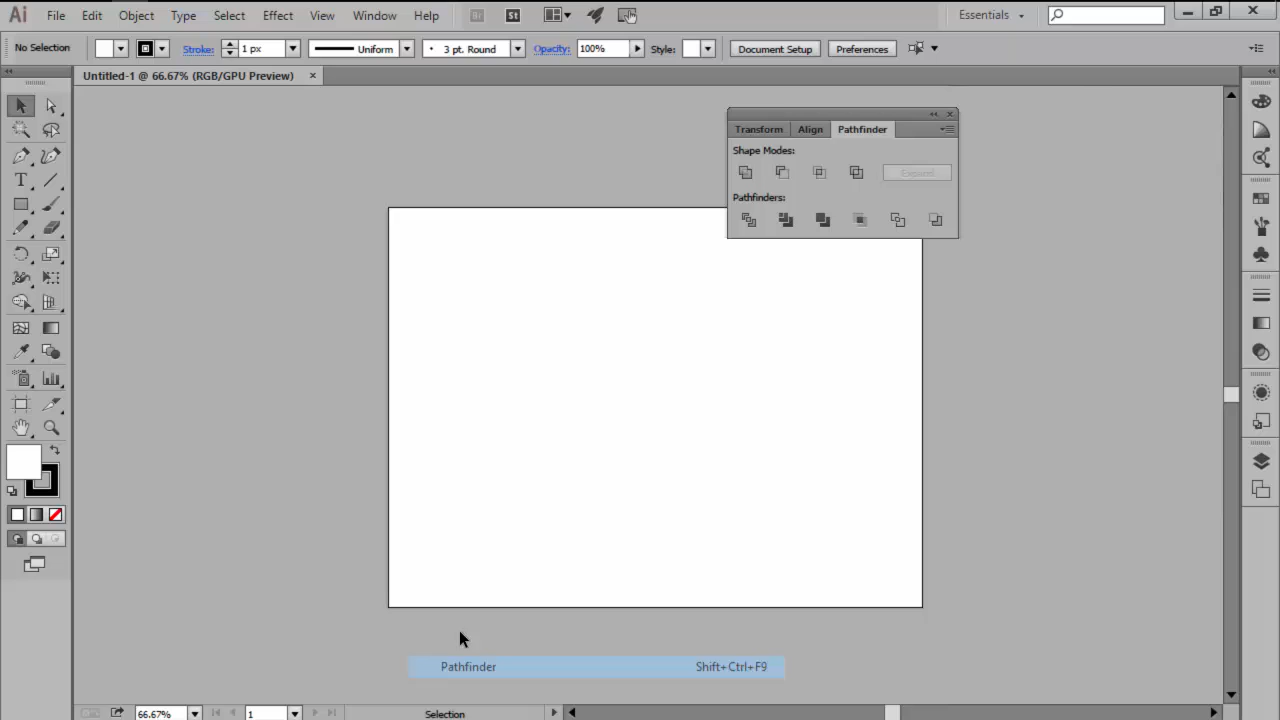 Ai File Edit Object Type Select Effect View Window Help Br St Essentials
No Selection Stroke: 1 px Uniform 3 pt. Round Opacity: 100% Style: Document Setup Preferences
Untitled-1 @ 66.67% (RGB/GPU Preview)
Transform Align Pathfinder
Shape Modes:
Expand
Pathfinders:
Pathfinder Shift+Ctrl+F9
66.67% 1 Selection